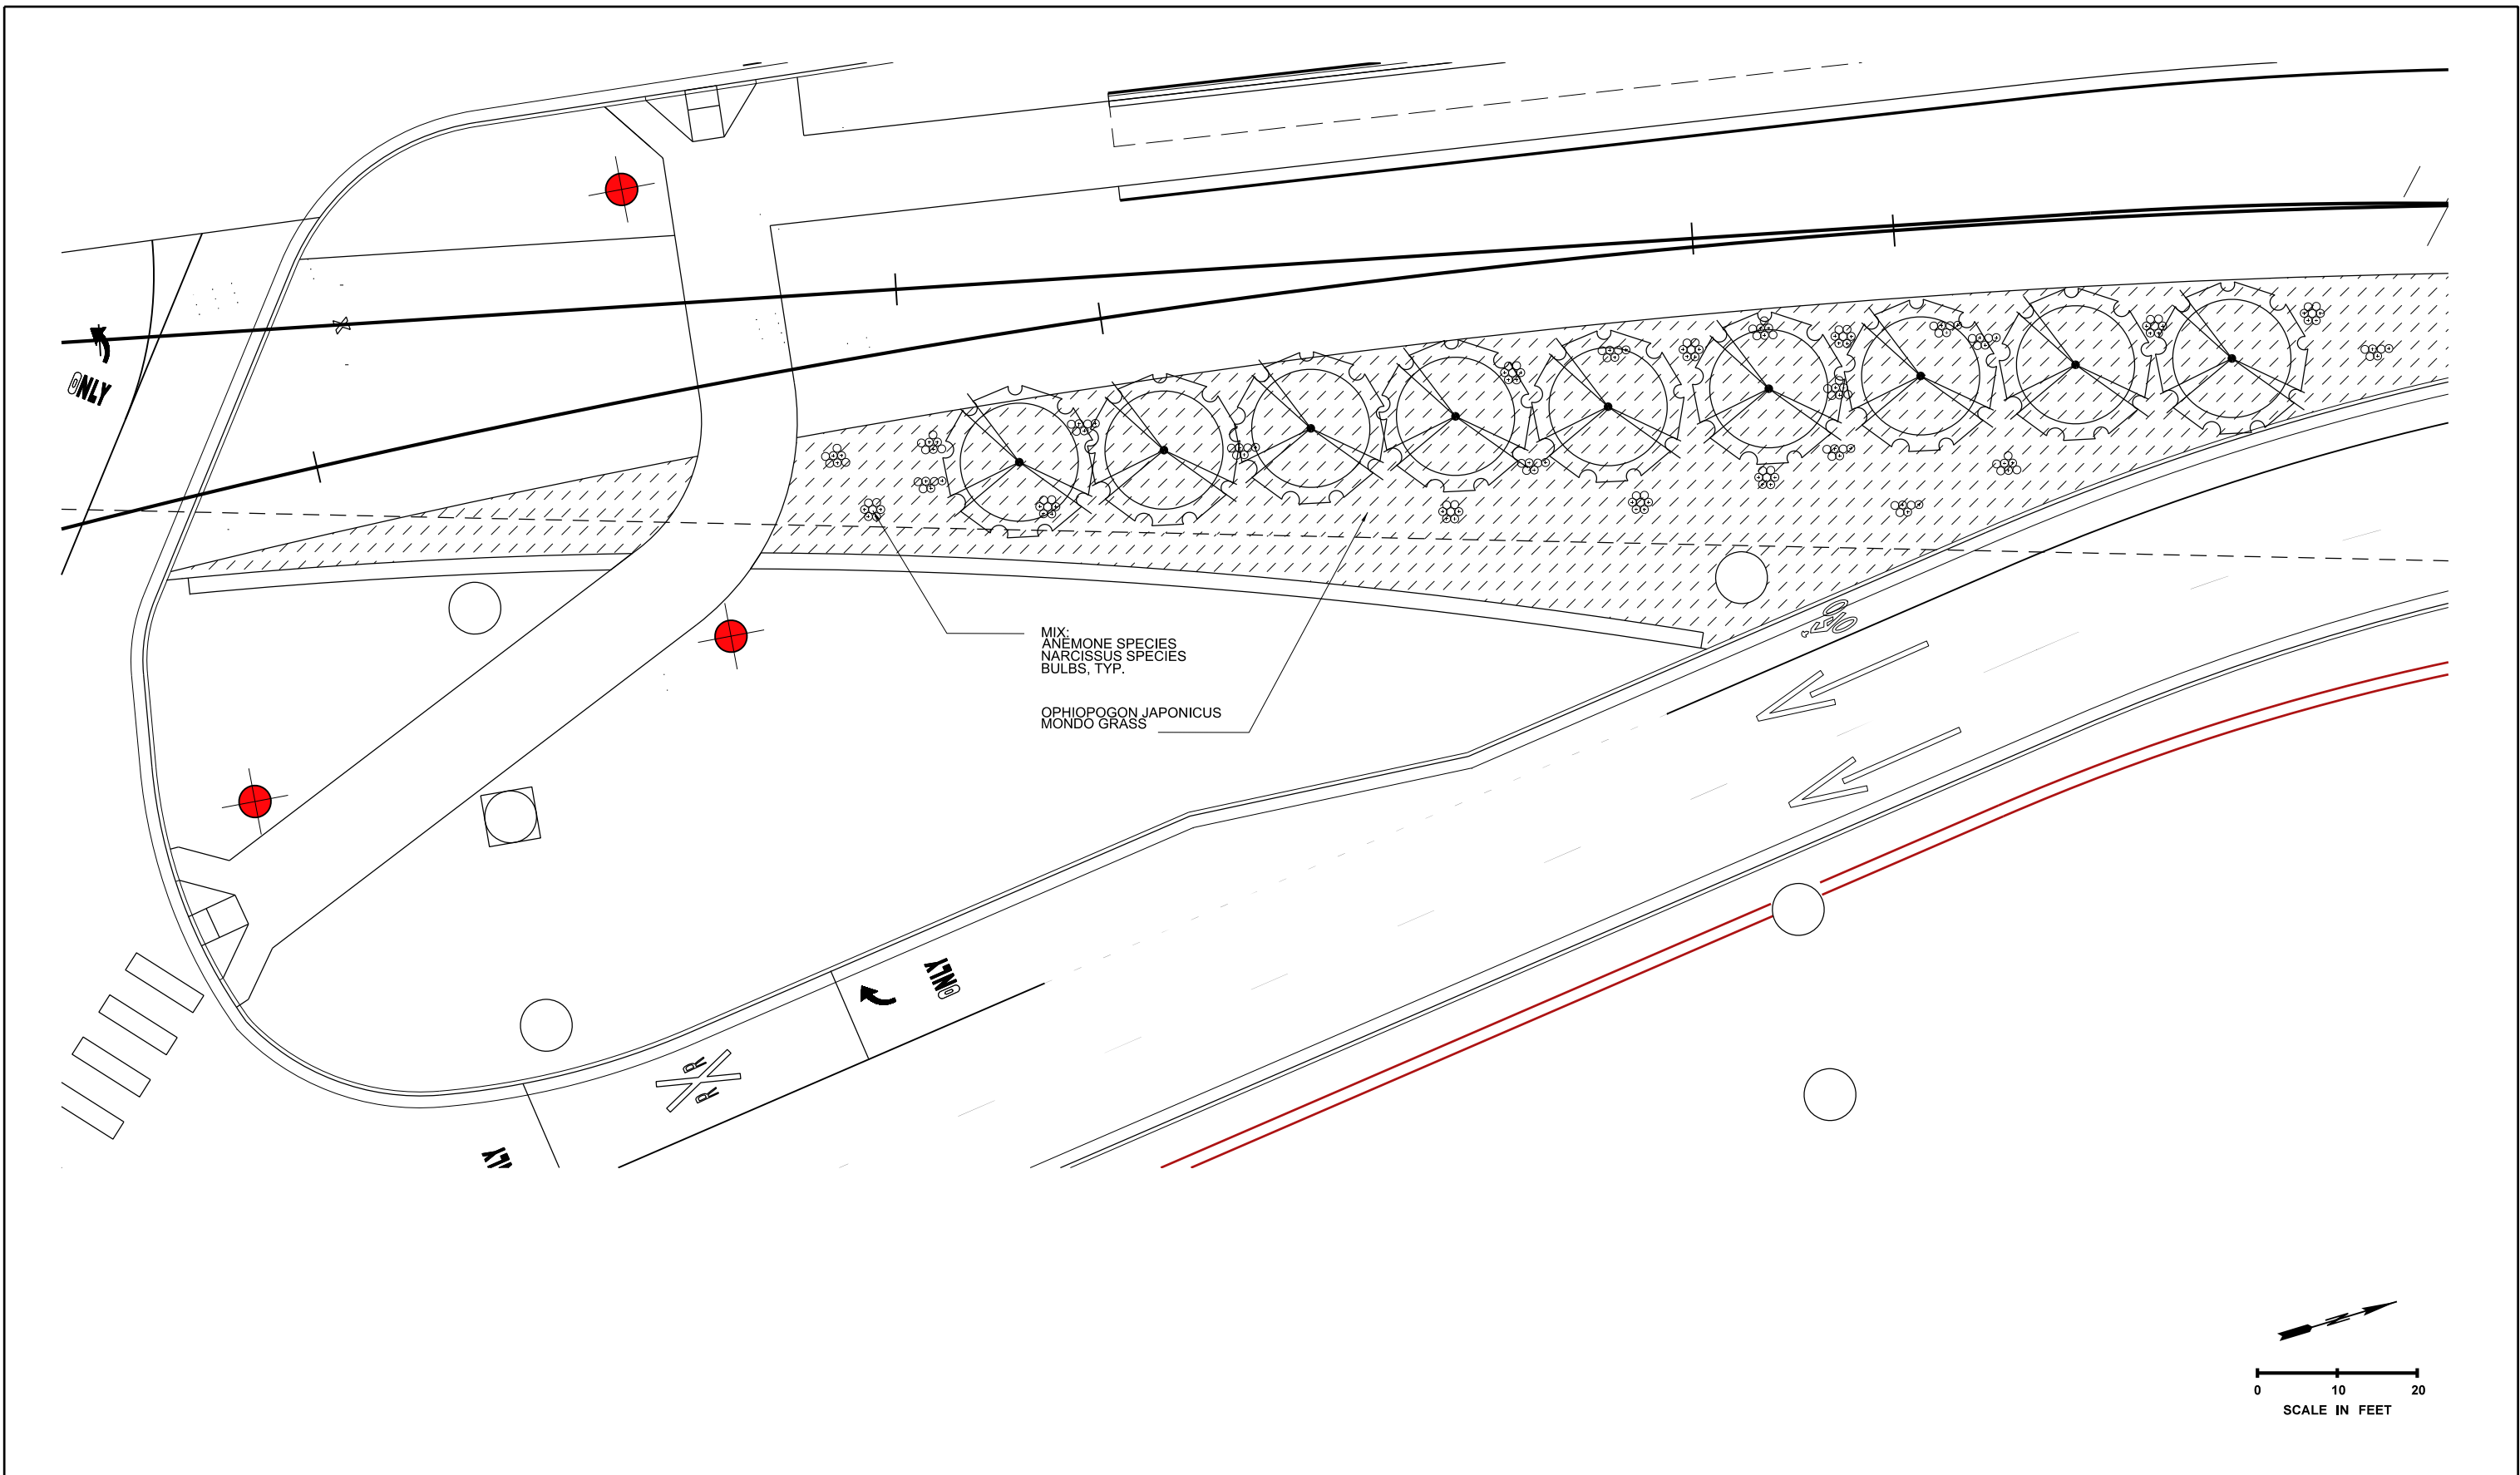 ONLY
MIX:
ANEMONE SPECIES
NARCISSUS SPECIES
BULBS, TYP.
OPHIOPOGON JAPONICUS
MONDO GRASS
ONLY
R R
LY
N
0 10 20
SCALE IN FEET